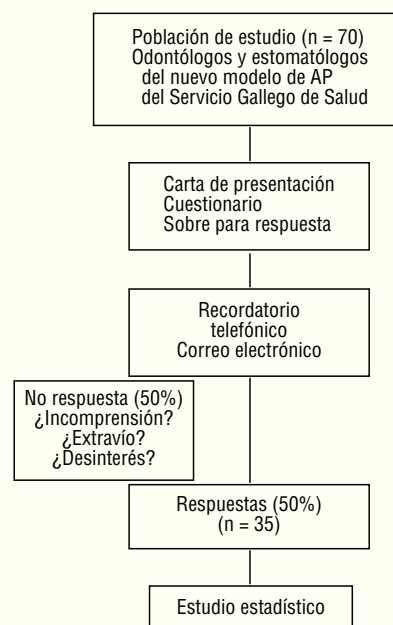 Población de estudio (n = 70)
Odontólogos y estomatólogos
del nuevo modelo de AP
del Servicio Gallego de Salud
Carta de presentación
Cuestionario
Sobre para respuesta
Recordatorio
telefónico
Correo electrónico
No respuesta (50%)
¿Incomprensión?
¿Extravío?
¿Desinterés?
Respuestas (50%)
(n = 35)
Estudio estadístico